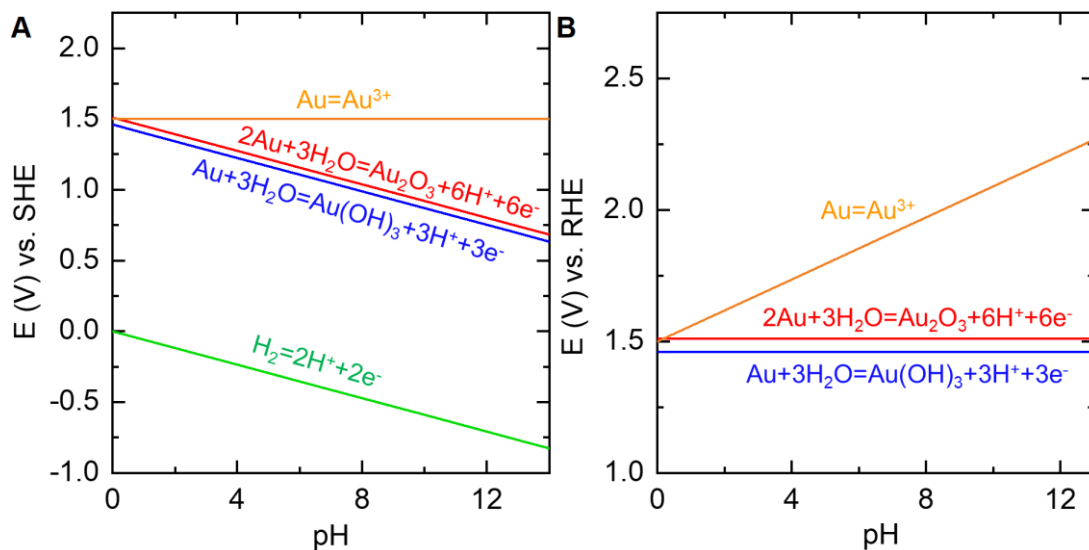 A
2.0
1.5
1.0
0.5
0.0
-0.5
-1.0
E (V) vs. SHE
Au=Au³⁺
2Au+3H₂O=Au₂O₃+6H⁺+6e⁻
Au+3H₂O=Au(OH)₃+3H⁺+3e⁻
H₂=2H⁺+2e⁻
0 4 8 12
pH
B
2.5
2.0
1.5
1.0
E (V) vs. RHE
Au=Au³⁺
2Au+3H₂O=Au₂O₃+6H⁺+6e⁻
Au+3H₂O=Au(OH)₃+3H⁺+3e⁻
0 4 8 12
pH